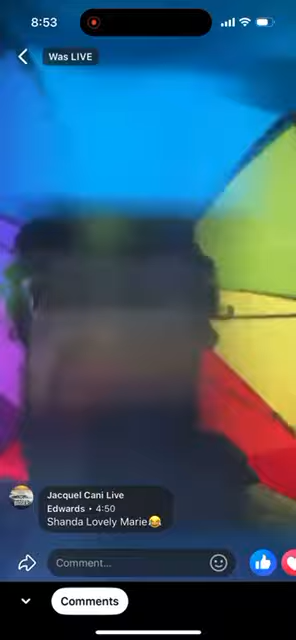 8:53
Was LIVE
Jacquel Cani Live
Edwards • 4:50
Shanda Lovely Marie😂
Comment...
Comments